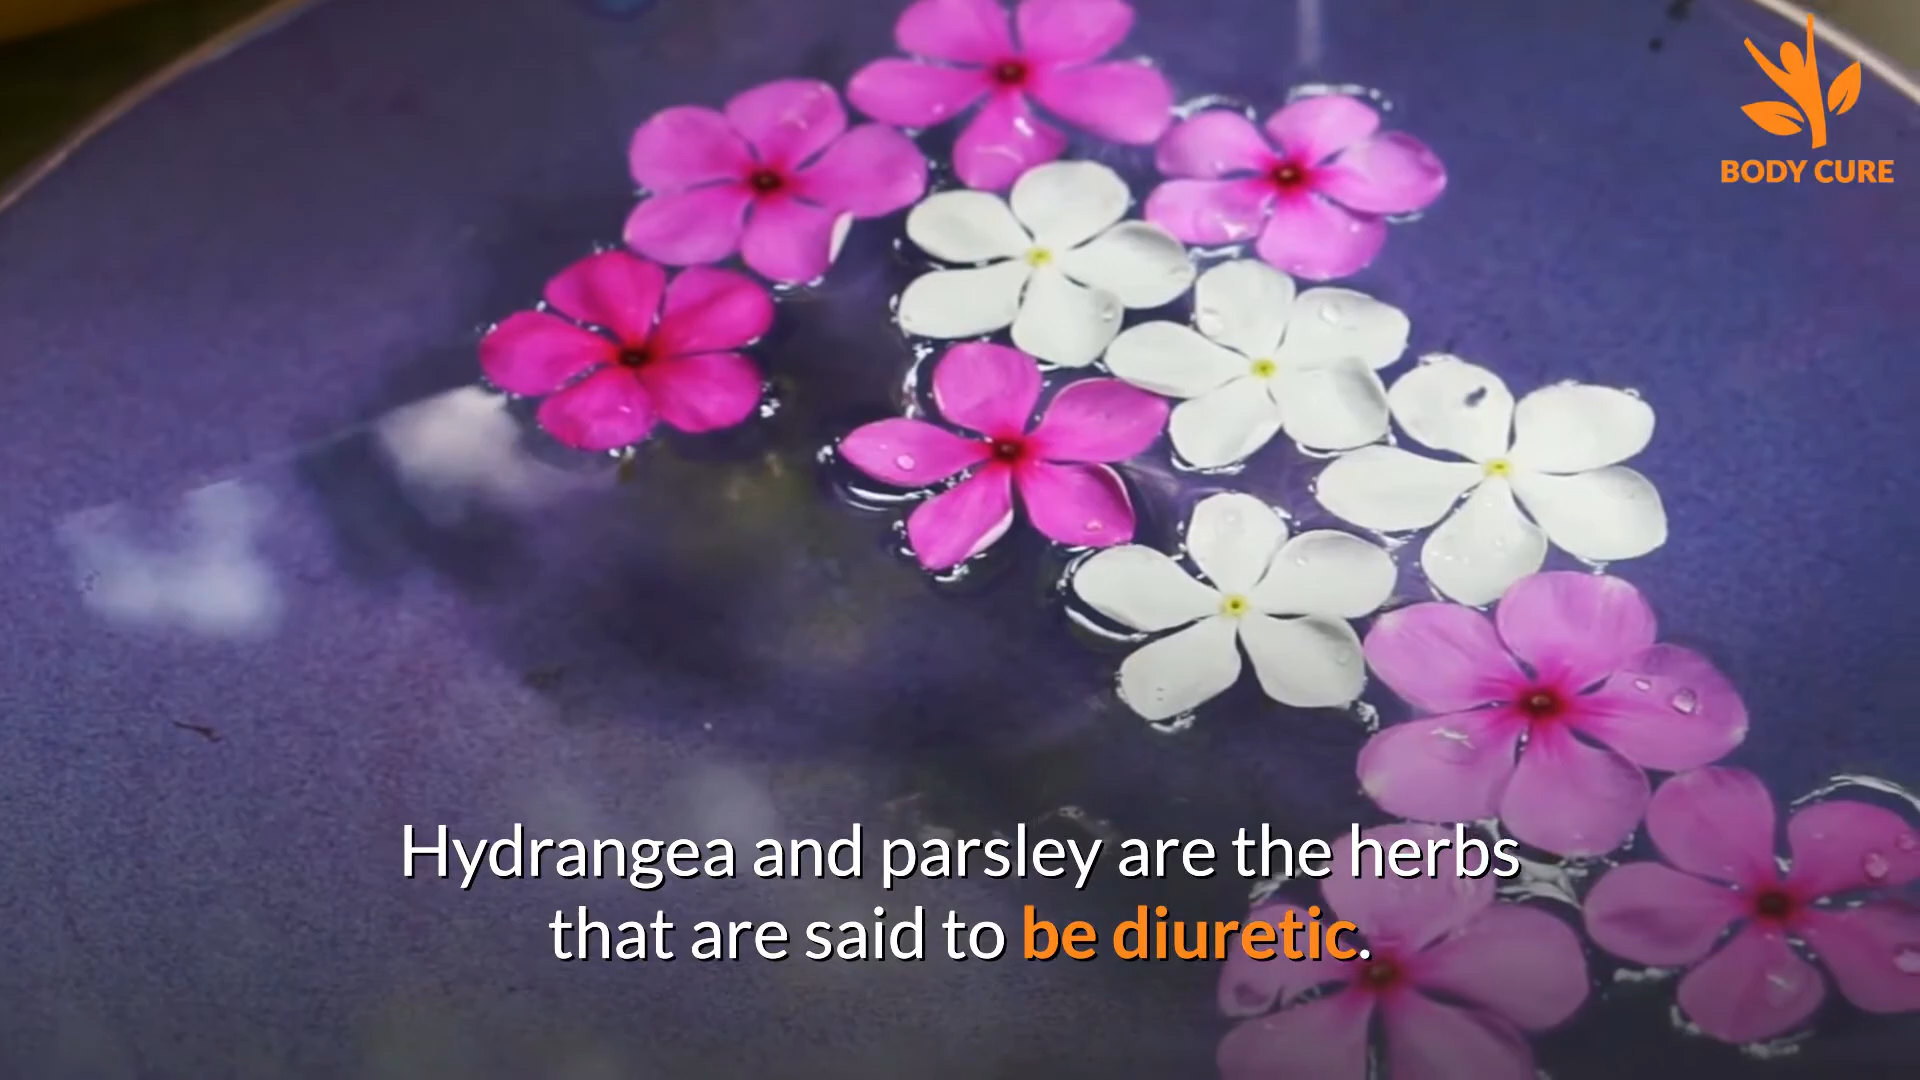 BODY CURE
Hydrangea and parsley are the herbs
that are said to be diuretic.